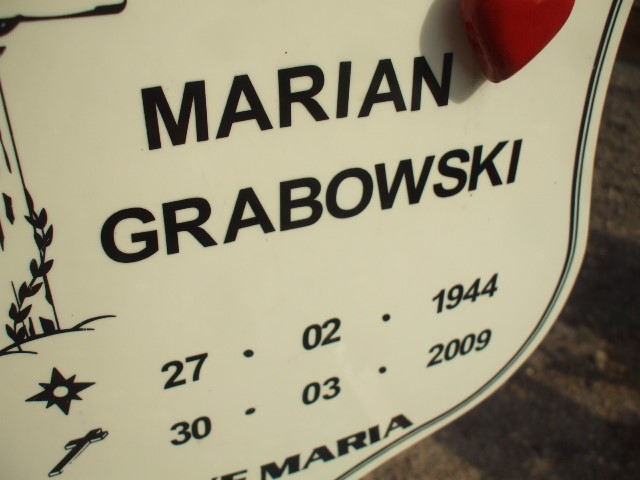 MARIAN
GRABOWSKI
27 • 02 • 1944
30 • 03 • 2009
MARIA